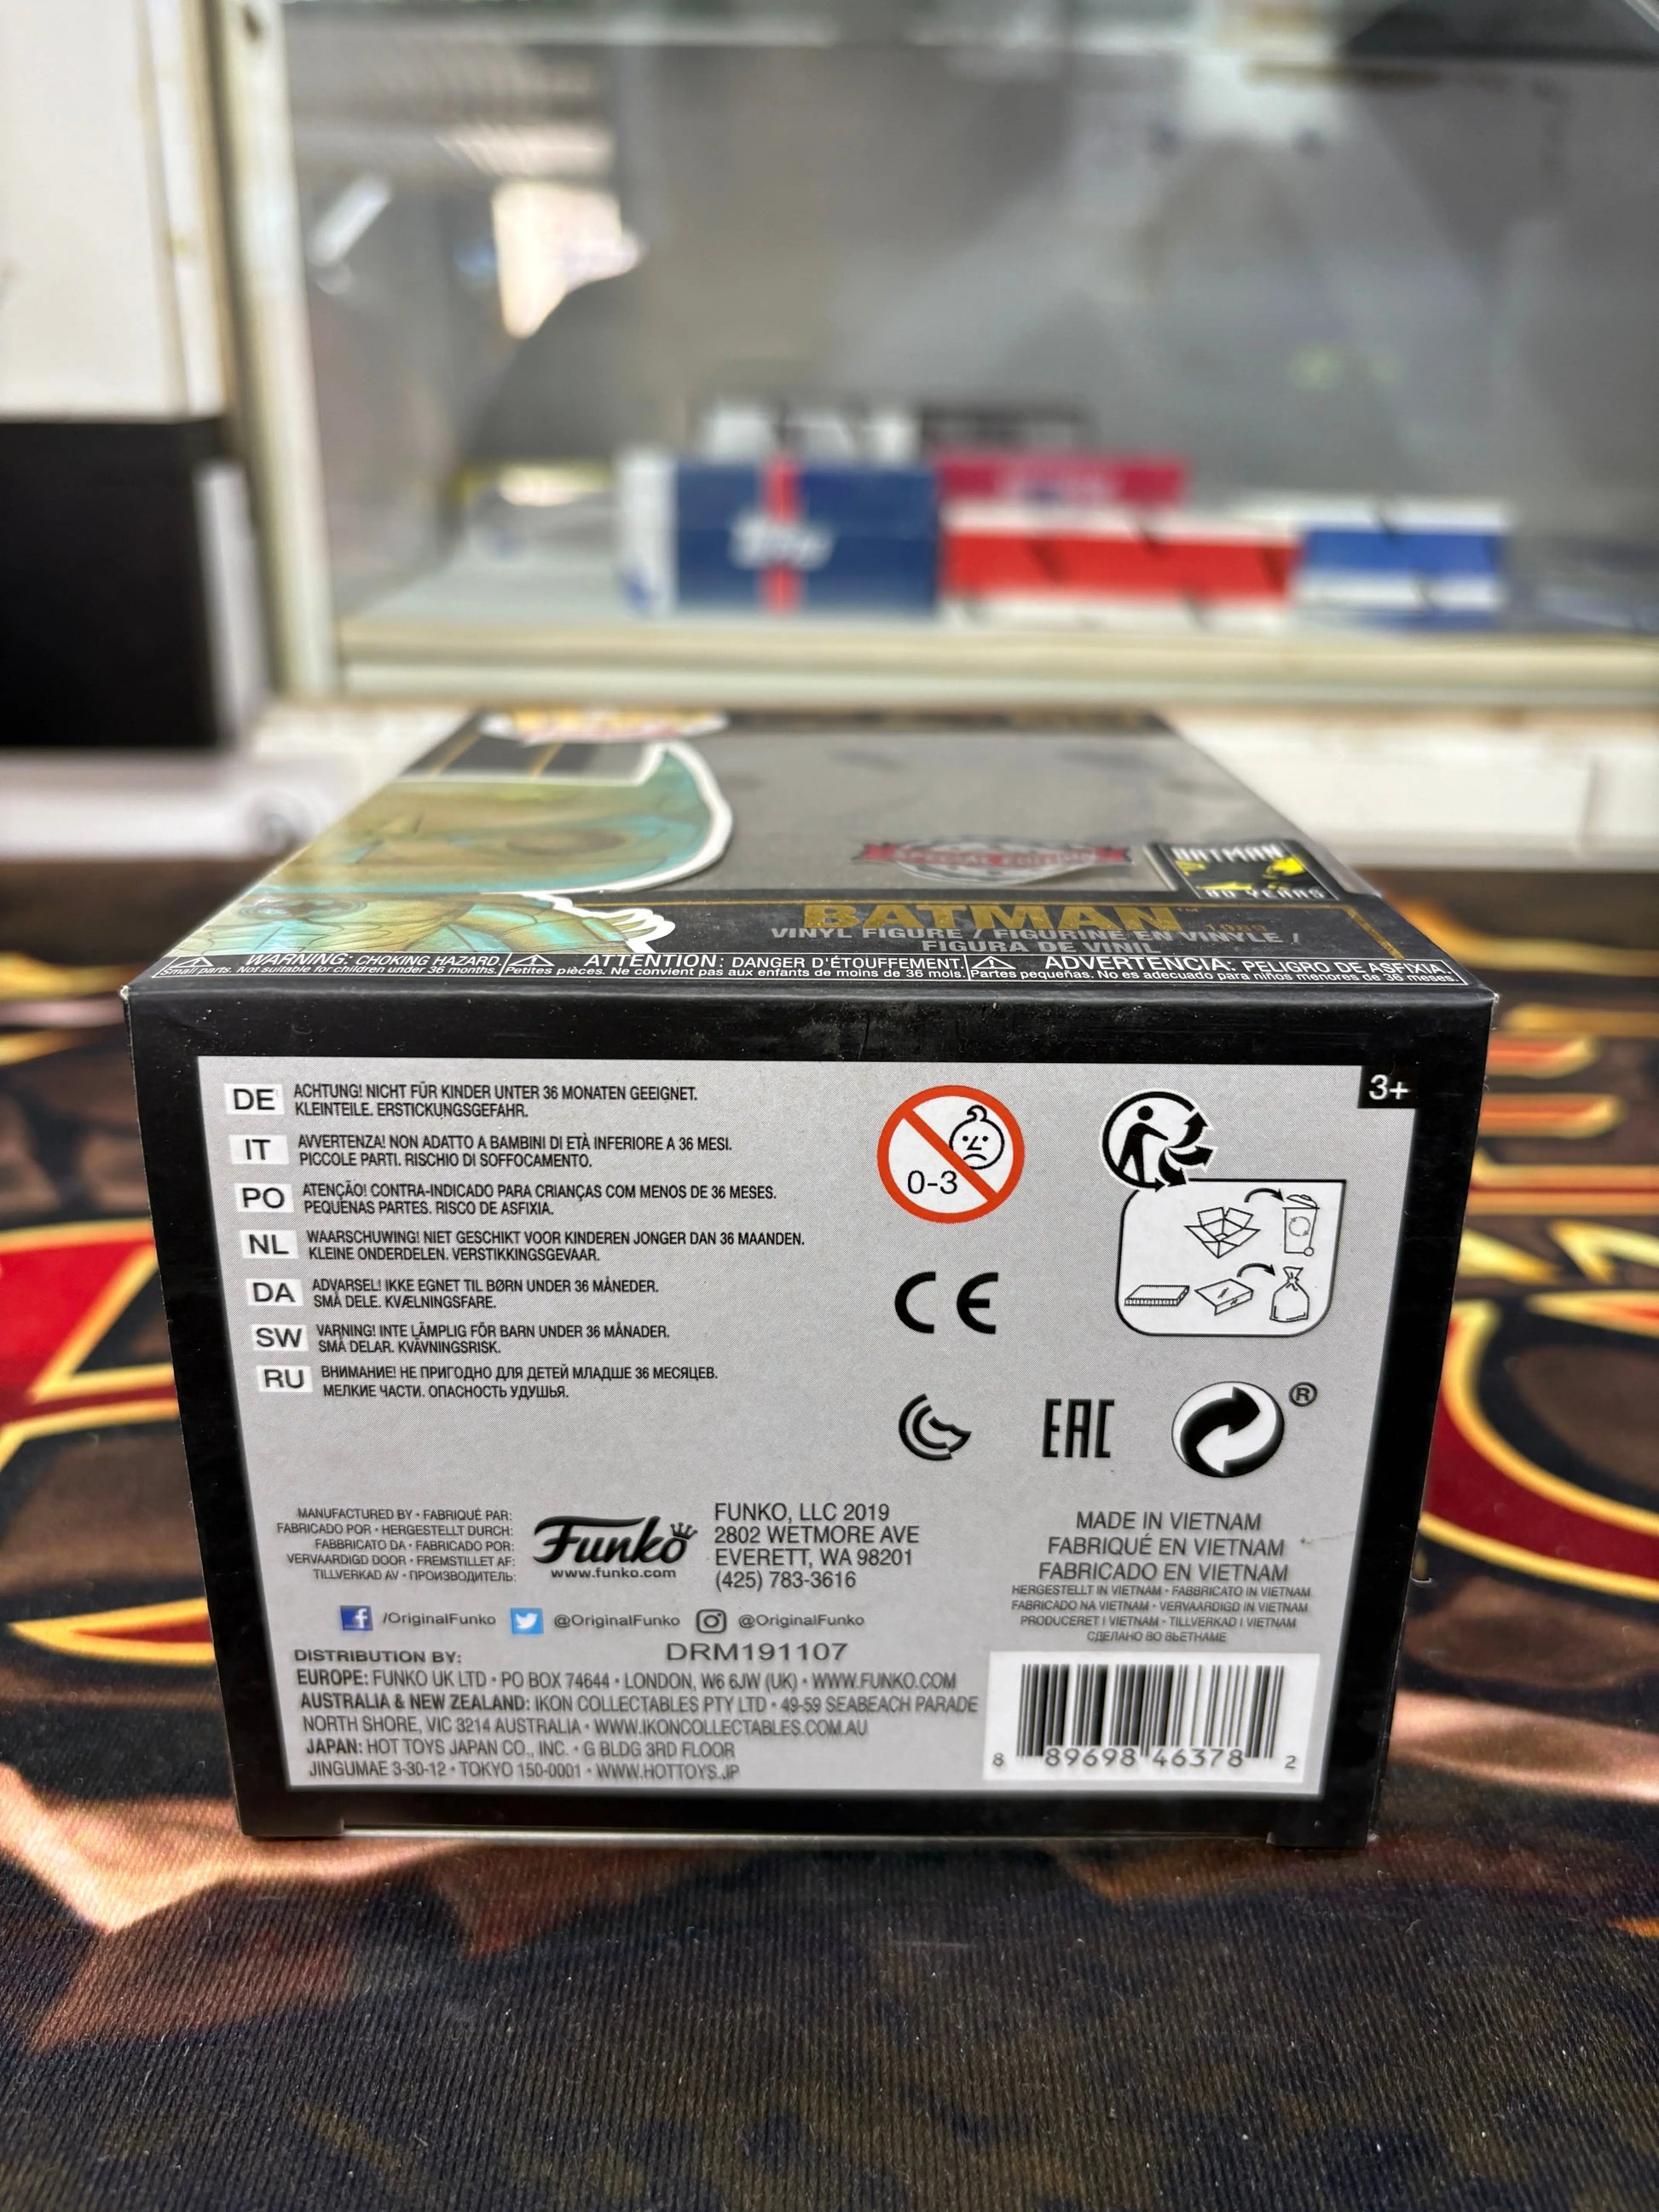 Topps
SPECIAL EDITION
BATMAN
80 YEARS
BATMAN™ 1989
VINYL FIGURE / FIGURINE EN VINYLE /
FIGURA DE VINIL
WARNING: CHOKING HAZARD.
Small parts. Not suitable for children under 36 months.
ATTENTION: DANGER D'ÉTOUFFEMENT.
Petites pièces. Ne convient pas aux enfants de moins de 36 mois.
ADVERTENCIA: PELIGRO DE ASFIXIA.
Partes pequeñas. No es adecuado para niños menores de 36 meses.
3+
DE ACHTUNG! NICHT FÜR KINDER UNTER 36 MONATEN GEEIGNET.
KLEINTEILE. ERSTICKUNGSGEFAHR.
IT AVVERTENZA! NON ADATTO A BAMBINI DI ETÀ INFERIORE A 36 MESI.
PICCOLE PARTI. RISCHIO DI SOFFOCAMENTO.
PO ATENÇÃO! CONTRA-INDICADO PARA CRIANÇAS COM MENOS DE 36 MESES.
PEQUENAS PARTES. RISCO DE ASFIXIA.
NL WAARSCHUWING! NIET GESCHIKT VOOR KINDEREN JONGER DAN 36 MAANDEN.
KLEINE ONDERDELEN. VERSTIKKINGSGEVAAR.
DA ADVARSEL! IKKE EGNET TIL BØRN UNDER 36 MÅNEDER.
SMÅ DELE. KVÆLNINGSFARE.
SW VARNING! INTE LÄMPLIG FÖR BARN UNDER 36 MÅNADER.
SMÅ DELAR. KVÄVNINGSRISK.
RU ВНИМАНИЕ! НЕ ПРИГОДНО ДЛЯ ДЕТЕЙ МЛАДШЕ 36 МЕСЯЦЕВ.
МЕЛКИЕ ЧАСТИ. ОПАСНОСТЬ УДУШЬЯ.
0-3
CE
EAC
®
MANUFACTURED BY • FABRIQUÉ PAR:
FABRICADO POR • HERGESTELLT DURCH:
FABBRICATO DA • FABRICADO POR:
VERVAARDIGD DOOR • FREMSTILLET AF:
TILLVERKAD AV • ПРОИЗВОДИТЕЛЬ:
Funko
www.funko.com
FUNKO, LLC 2019
2802 WETMORE AVE
EVERETT, WA 98201
(425) 783-3616
MADE IN VIETNAM
FABRIQUÉ EN VIETNAM
FABRICADO EN VIETNAM
HERGESTELLT IN VIETNAM • FABBRICATO IN VIETNAM
FABRICADO NA VIETNAM • VERVAARDIGD IN VIETNAM
PRODUCERET I VIETNAM • TILLVERKAD I VIETNAM
СДЕЛАНО ВО ВЬЕТНАМЕ
/OriginalFunko @OriginalFunko @OriginalFunko
DRM191107
DISTRIBUTION BY:
EUROPE: FUNKO UK LTD • PO BOX 74644 • LONDON, W6 6JW (UK) • WWW.FUNKO.COM
AUSTRALIA & NEW ZEALAND: IKON COLLECTABLES PTY LTD • 49-59 SEABEACH PARADE
NORTH SHORE, VIC 3214 AUSTRALIA • WWW.IKONCOLLECTABLES.COM.AU
JAPAN: HOT TOYS JAPAN CO., INC. • G BLDG 3RD FLOOR
JINGUMAE 3-30-12 • TOKYO 150-0001 • WWW.HOTTOYS.JP
8 89698 46378 2